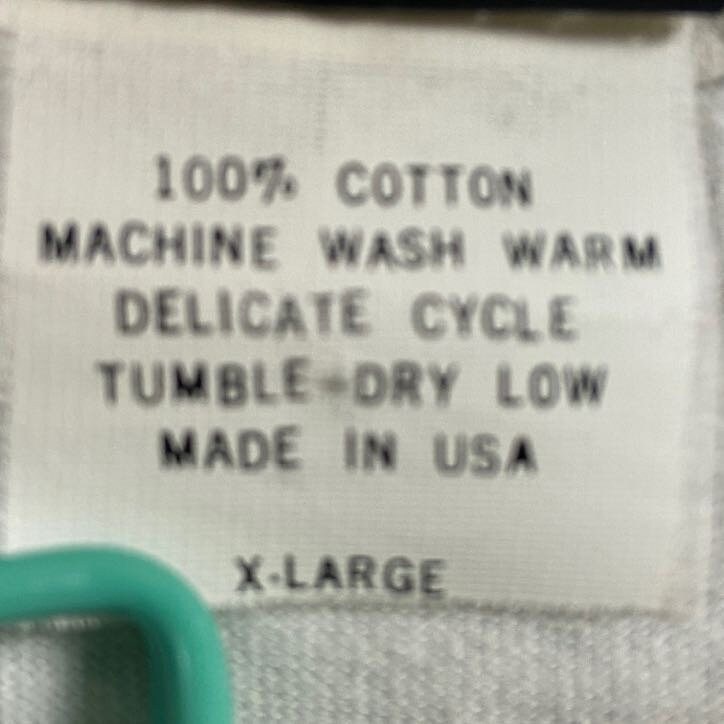 100% COTTON
MACHINE WASH WARM
DELICATE CYCLE
TUMBLE DRY LOW
MADE IN USA
X-LARGE